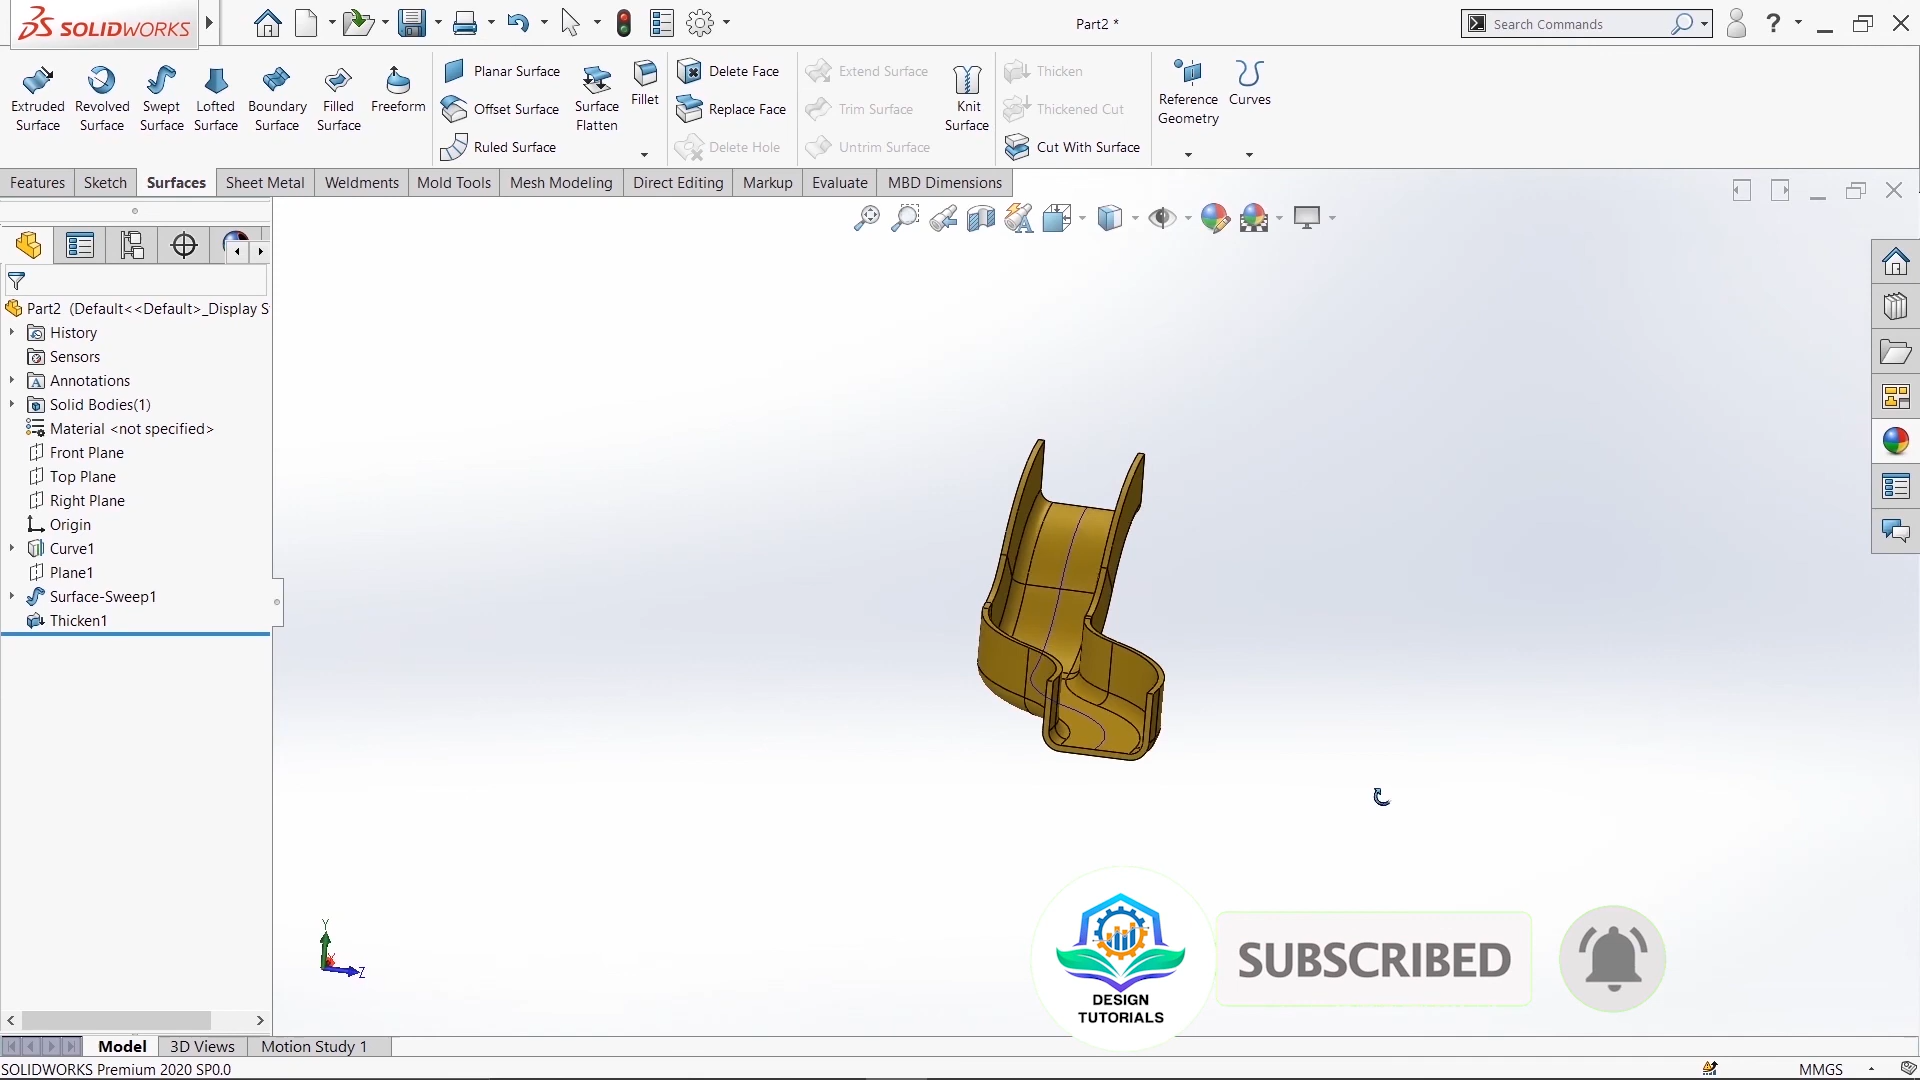 SOLIDWORKS
Part2 *
Search Commands
Extruded Surface
Revolved Surface
Swept Surface
Lofted Surface
Boundary Surface
Filled Surface
Freeform
Planar Surface
Offset Surface
Ruled Surface
Surface Flatten
Fillet
Delete Face
Replace Face
Delete Hole
Extend Surface
Trim Surface
Untrim Surface
Knit Surface
Thicken
Thickened Cut
Cut With Surface
Reference Geometry
Curves
Features
Sketch
Surfaces
Sheet Metal
Weldments
Mold Tools
Mesh Modeling
Direct Editing
Markup
Evaluate
MBD Dimensions
Part2 (Default<<Default>_Display S
History
Sensors
Annotations
Solid Bodies(1)
Material <not specified>
Front Plane
Top Plane
Right Plane
Origin
Curve1
Plane1
Surface-Sweep1
Thicken1
Y
X
Z
DESIGN
TUTORIALS
SUBSCRIBED
Model
3D Views
Motion Study 1
SOLIDWORKS Premium 2020 SP0.0
MMGS